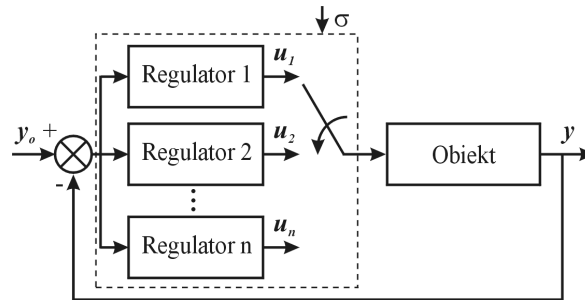 σ
Regulator 1
u₁
yₒ +
Regulator 2
u₂
Obiekt
y
-
Regulator n
uₙ